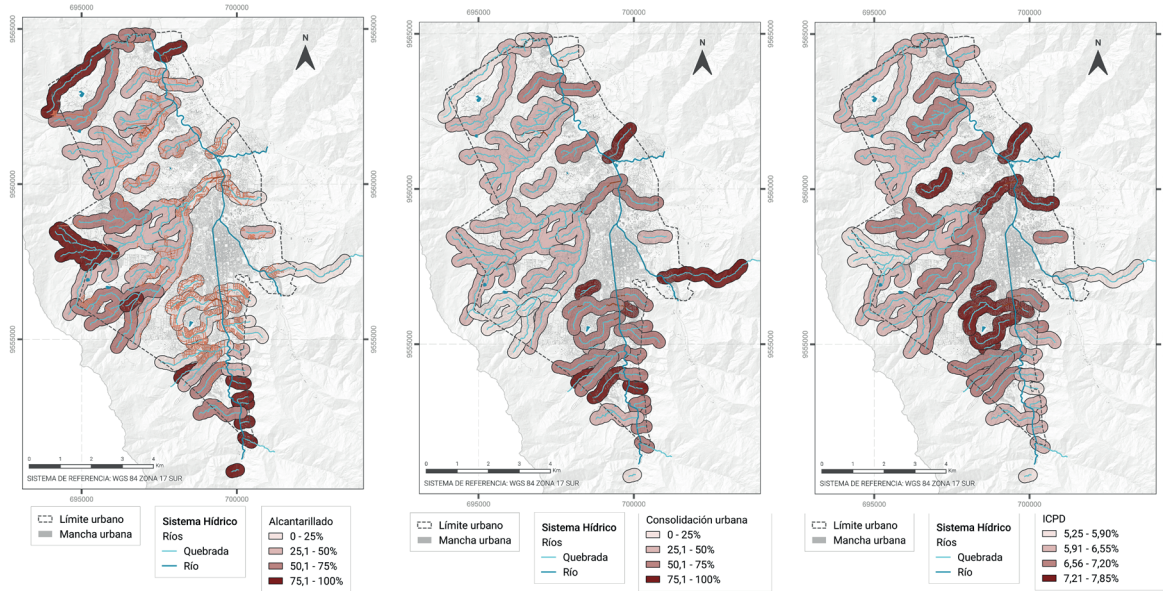 695000
700000
9565000
9565000
N
9560000
9560000
9555000
9555000
0 1 2 3 4
Km
SISTEMA DE REFERENCIA: WGS 84 ZONA 17 SUR
695000
700000
Límite urbano
Mancha urbana
Sistema Hídrico
Ríos
Quebrada
Río
Alcantarillado
0 - 25%
25,1 - 50%
50,1 - 75%
75,1 - 100%
695000
700000
9565000
9565000
N
9560000
9560000
9555000
9555000
0 1 2 3 4
Km
SISTEMA DE REFERENCIA: WGS 84 ZONA 17 SUR
695000
700000
Límite urbano
Mancha urbana
Sistema Hídrico
Ríos
Quebrada
Río
Consolidación urbana
0 - 25%
25,1 - 50%
50,1 - 75%
75,1 - 100%
695000
700000
9565000
N
9560000
9555000
0 1 2 3 4
Km
SISTEMA DE REFERENCIA: WGS 84 ZONA 17 SUR
695000
700000
Límite urbano
Mancha urbana
Sistema Hídrico
Ríos
Quebrada
Río
ICPD
5,25 - 5,90%
5,91 - 6,55%
6,56 - 7,20%
7,21 - 7,85%